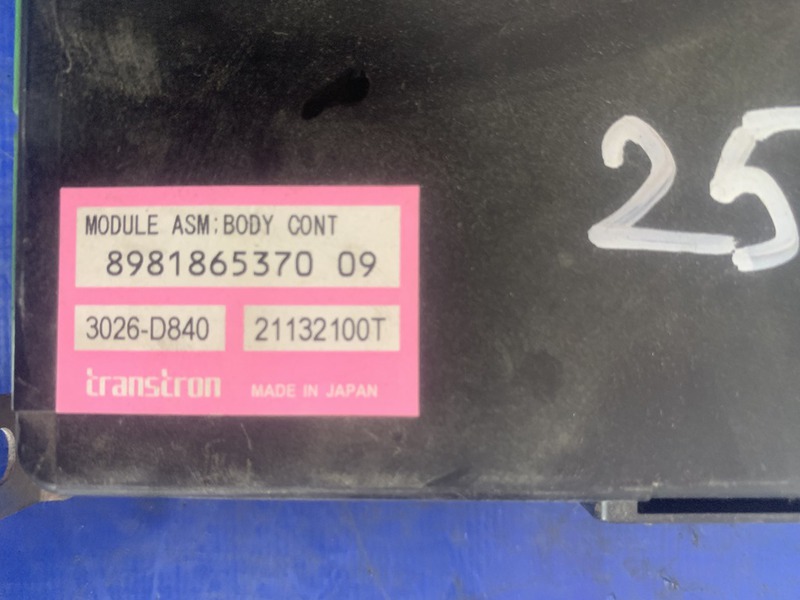 25
MODULE ASM:BODY CONT
8981865370 09
3026-D840 21132100T
transtron MADE IN JAPAN